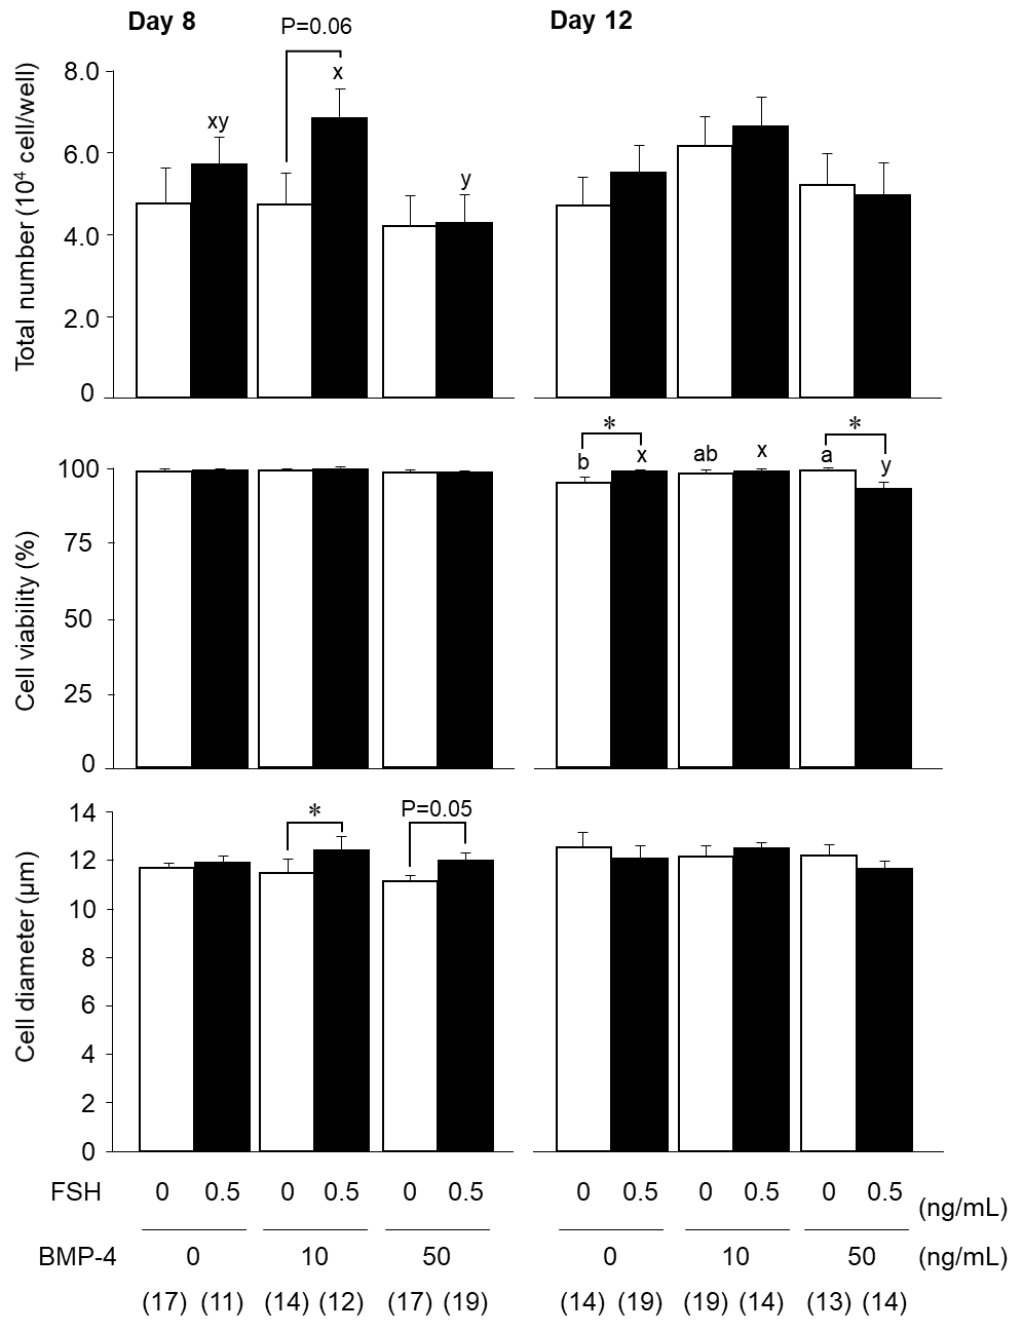 Day 8
Day 12
P=0.06
Total number (10⁴ cell/well)
8.0
6.0
4.0
2.0
0
xy
x
y
Cell viability (%)
100
75
50
25
0
*
*
b
x
ab
x
a
y
Cell diameter (μm)
14
12
10
8
6
4
2
0
*
P=0.05
FSH 0 0.5 0 0.5 0 0.5 0 0.5 0 0.5 0 0.5 (ng/mL)
BMP-4 0 10 50 0 10 50 (ng/mL)
(17) (11) (14) (12) (17) (19) (14) (19) (19) (14) (13) (14)